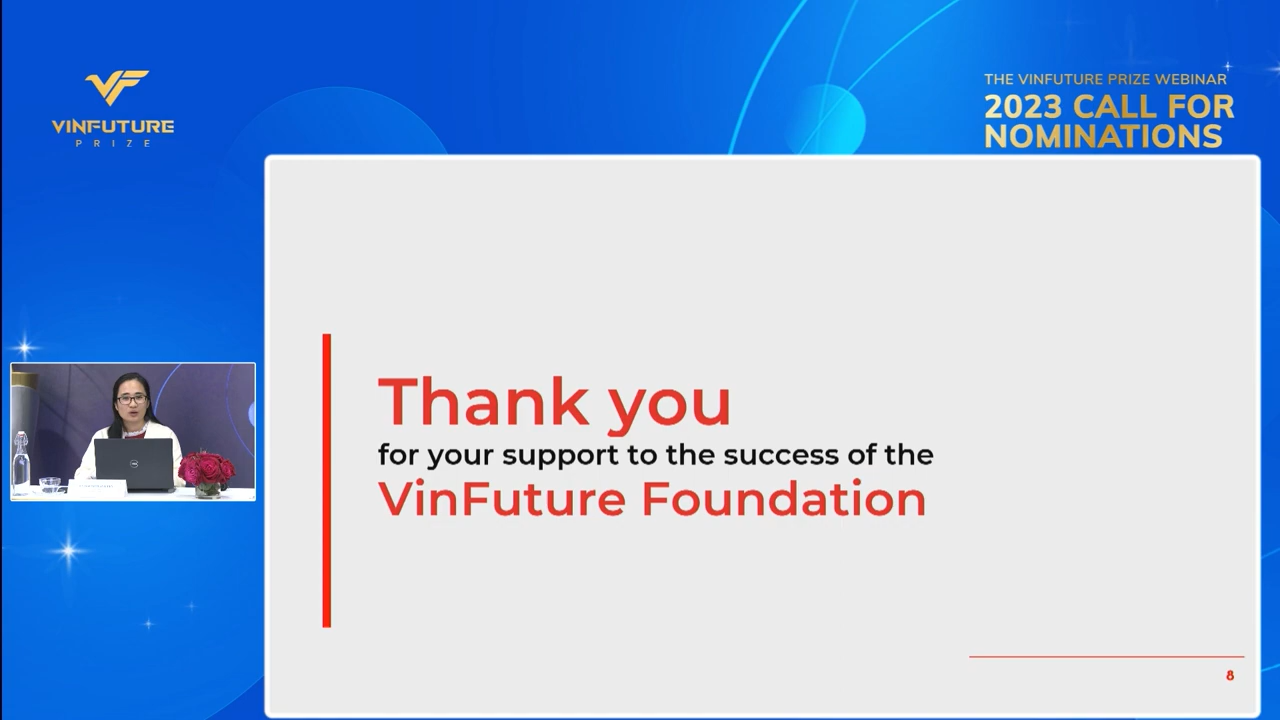 VINFUTURE
PRIZE
THE VINFUTURE PRIZE WEBINAR
2023 CALL FOR
NOMINATIONS
Thank you
for your support to the success of the
VinFuture Foundation
8